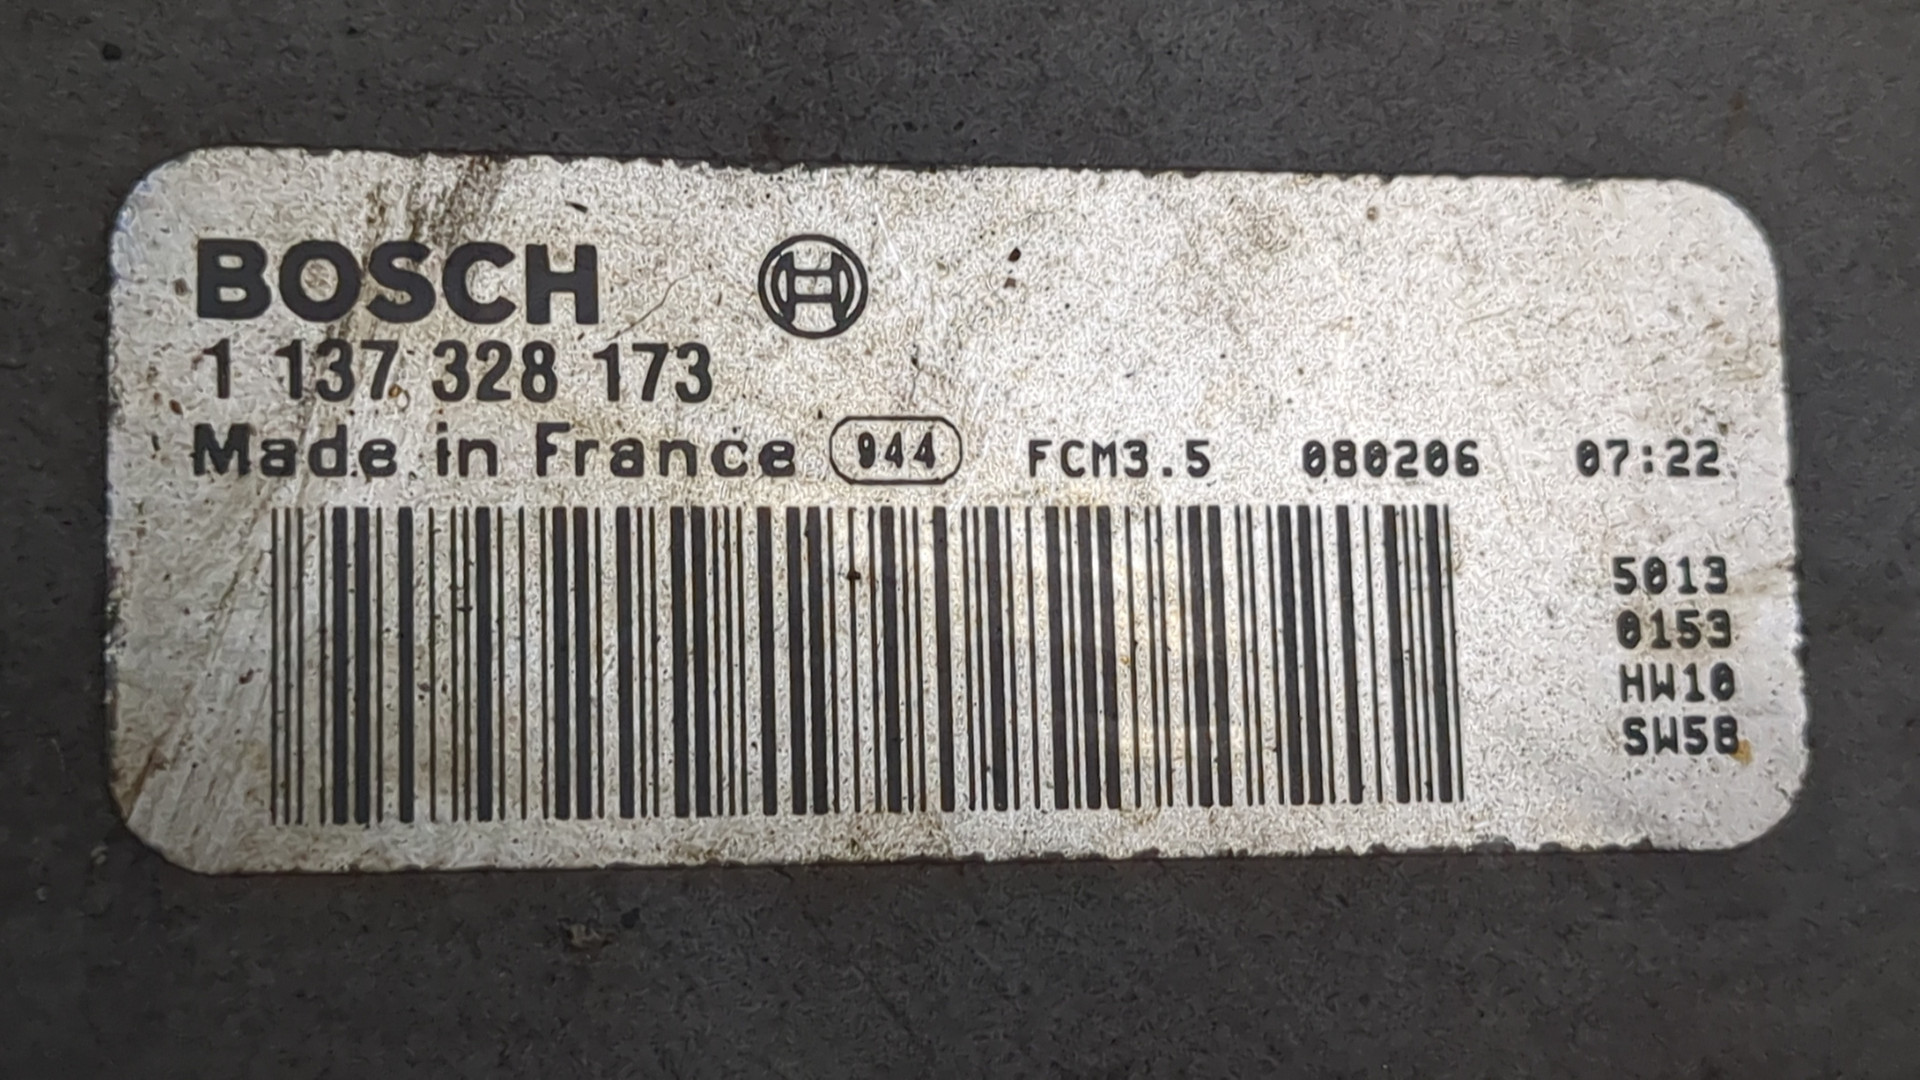 BOSCH
1 137 328 173
Made in France 944 FCM3.5 080206 07:22
5013
0153
HW10
SW58